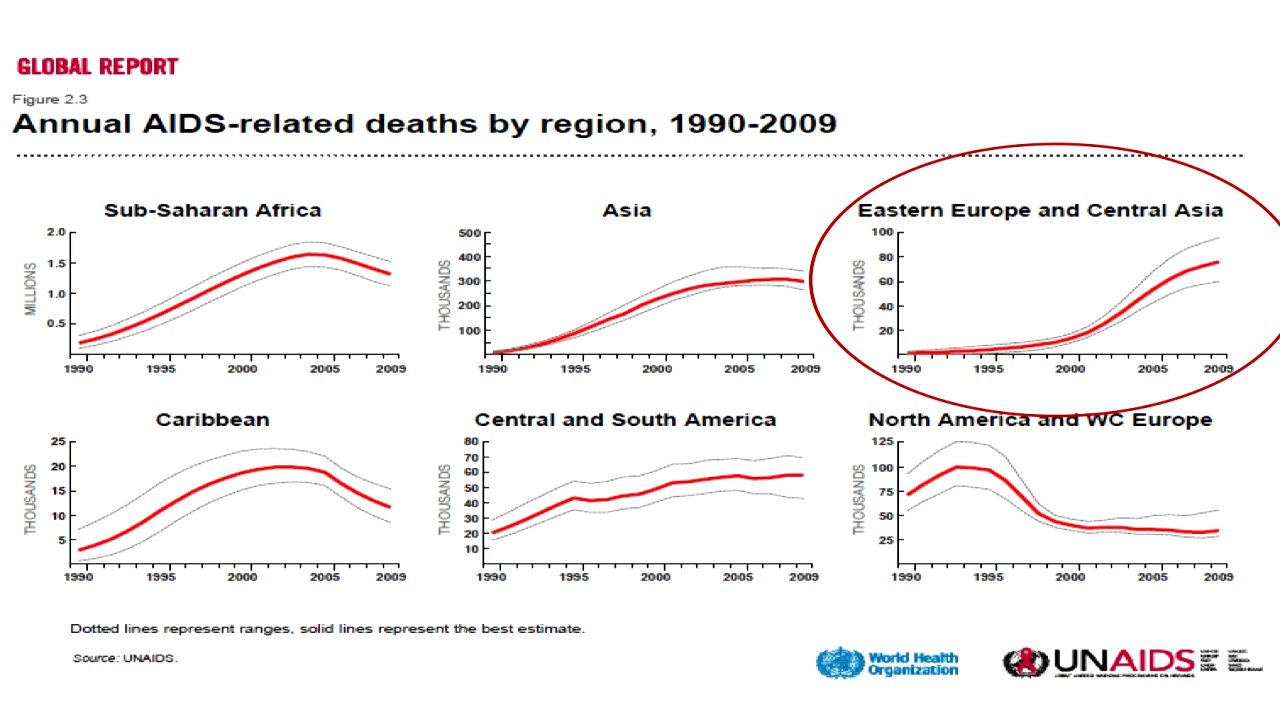 GLOBAL REPORT
Figure 2.3
Annual AIDS-related deaths by region, 1990-2009
Sub-Saharan Africa
MILLIONS
2.0
1.5
1.0
0.5
1990 1995 2000 2005 2009
Asia
THOUSANDS
500
400
300
200
100
1990 1995 2000 2005 2009
Eastern Europe and Central Asia
THOUSANDS
100
80
60
40
20
1990 1995 2000 2005 2009
Caribbean
THOUSANDS
25
20
15
10
5
1990 1995 2000 2005 2009
Central and South America
THOUSANDS
80
70
60
50
40
30
20
10
1990 1995 2000 2005 2009
North America and WC Europe
THOUSANDS
125
100
75
50
25
1990 1995 2000 2005 2009
Dotted lines represent ranges, solid lines represent the best estimate.
Source: UNAIDS.
World Health
Organization
UNAIDS